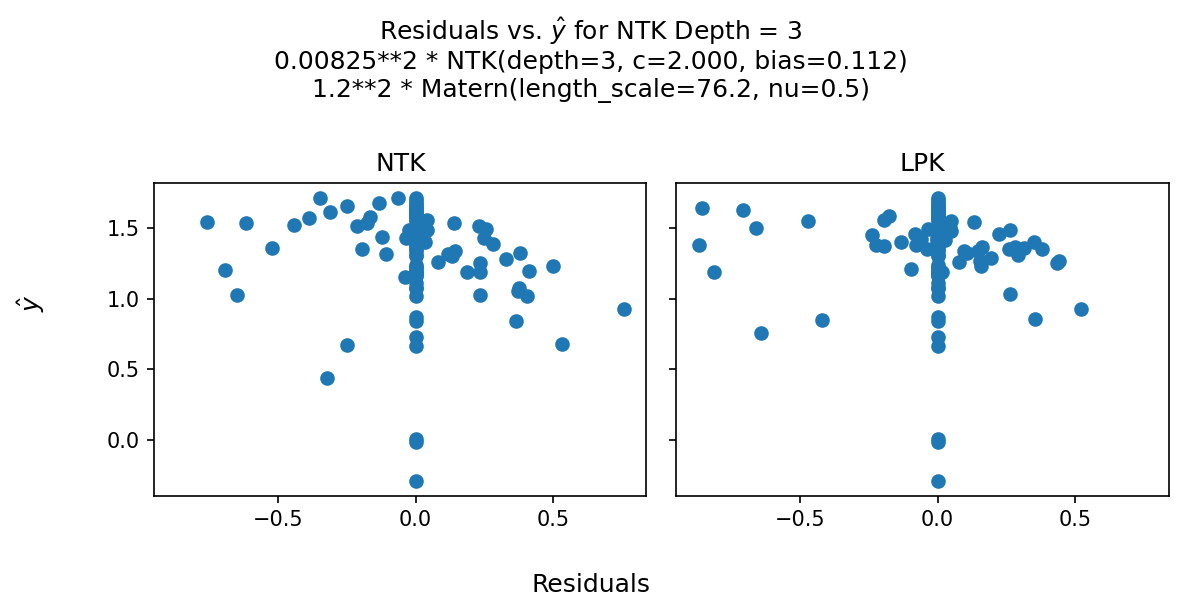 Residuals vs. ŷ for NTK Depth = 3
0.00825**2 * NTK(depth=3, c=2.000, bias=0.112)
1.2**2 * Matern(length_scale=76.2, nu=0.5)
NTK
LPK
1.5
1.0
0.5
0.0
ŷ
−0.5 0.0 0.5
−0.5 0.0 0.5
Residuals